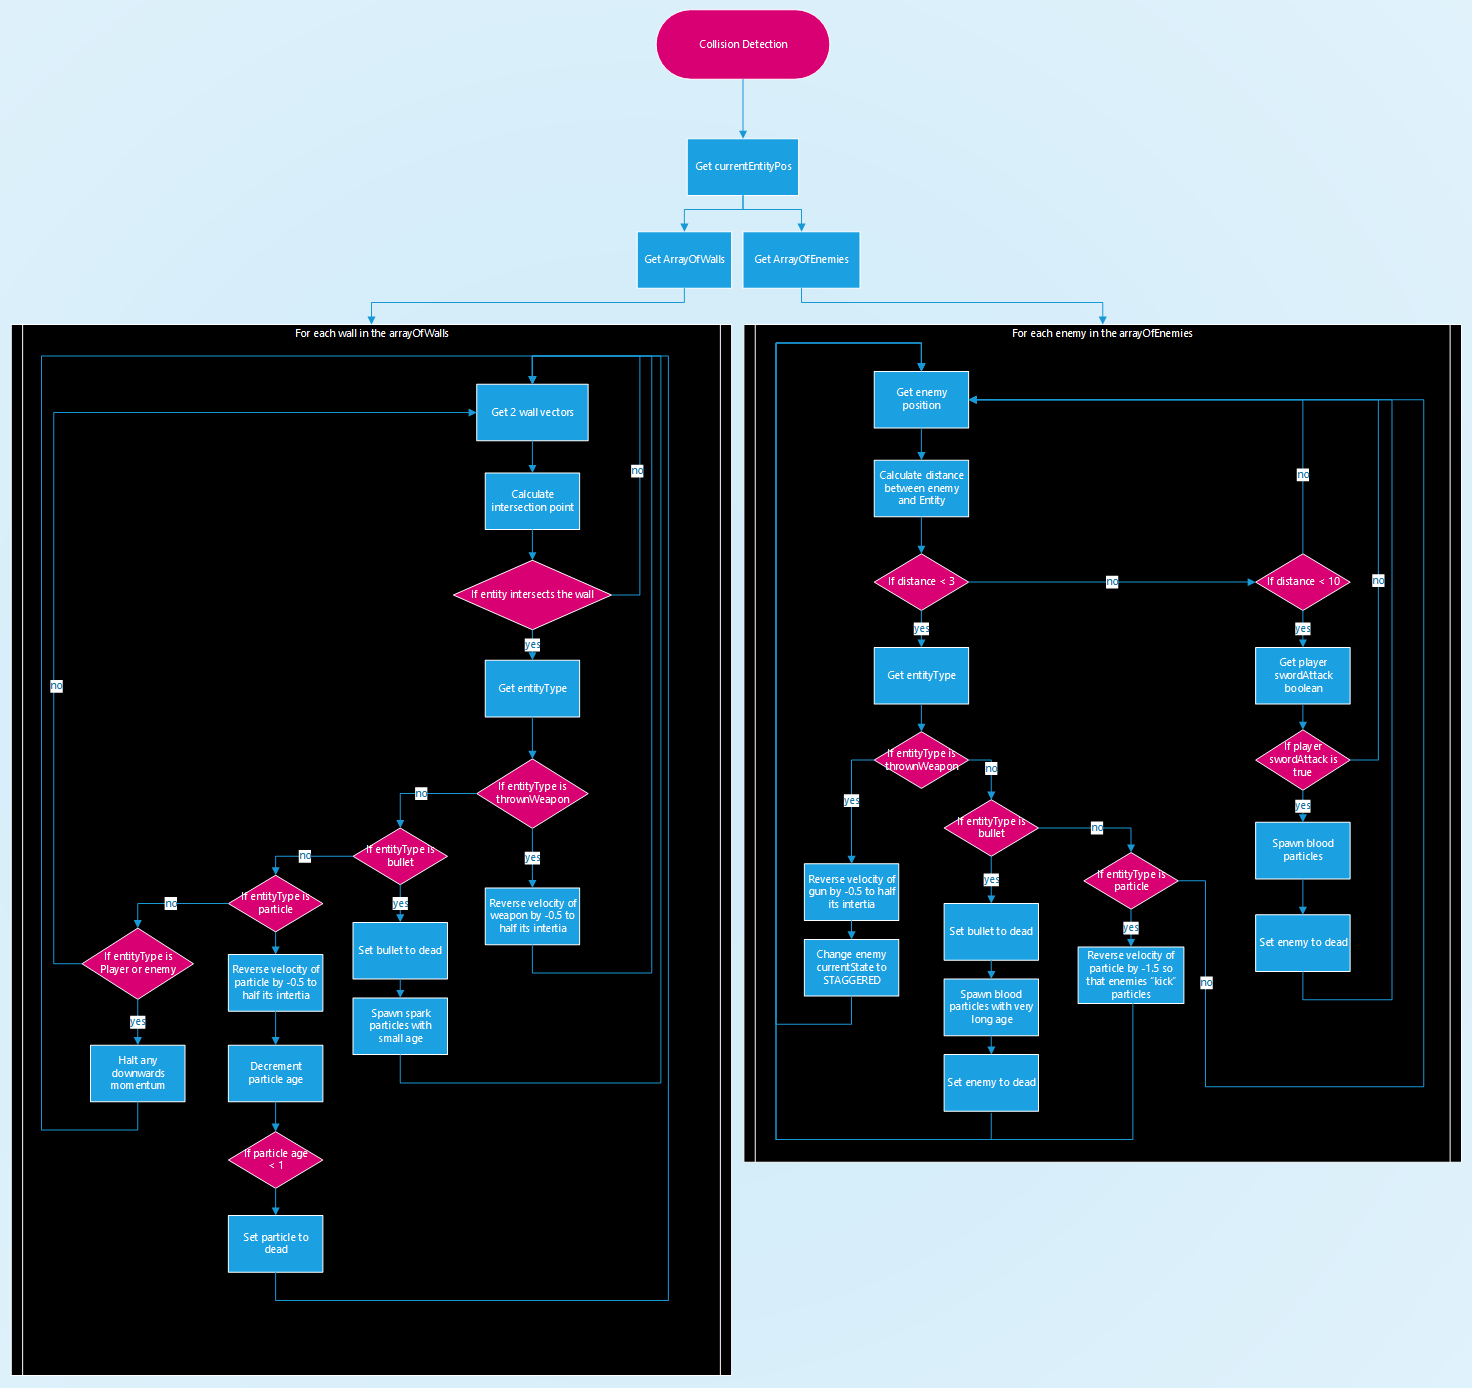 Collision Detection
Get currentEntityPos
Get ArrayOfWalls
Get ArrayOfEnemies
For each wall in the arrayOfWalls
Get 2 wall vectors
no
Calculate
intersection point
If entity intersects the wall
yes
Get entityType
no
If entityType is
thrownWeapon
no
yes
Reverse velocity of
weapon by -0.5 to
half its intertia
If entityType is
bullet
no
yes
Set bullet to dead
Spawn spark
particles with
small age
If entityType is
particle
no
Reverse velocity of
particle by -0.5 to
half its intertia
Decrement
particle age
If particle age
< 1
Set particle to
dead
If entityType is
Player or enemy
yes
Halt any
downwards
momentum
For each enemy in the arrayOfEnemies
Get enemy
position
Calculate distance
between enemy
and Entity
If distance < 3
no
yes
Get entityType
If entityType is
thrownWeapon
yes
no
Reverse velocity of
gun by -0.5 to half
its intertia
Change enemy
currentState to
STAGGERED
If entityType is
bullet
no
yes
Set bullet to dead
Spawn blood
particles with very
long age
Set enemy to dead
If entityType is
particle
yes
no
Reverse velocity of
particle by -1.5 so
that enemies "kick"
particles
no
If distance < 10
yes
no
Get player
swordAttack
boolean
If player
swordAttack is
true
yes
Spawn blood
particles
Set enemy to dead